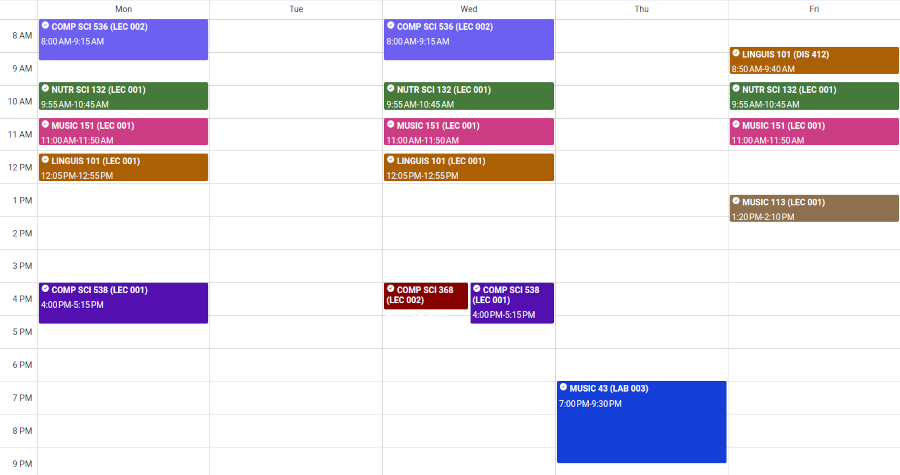 Mon Tue Wed Thu Fri
8 AM
9 AM
10 AM
11 AM
12 PM
1 PM
2 PM
3 PM
4 PM
5 PM
6 PM
7 PM
8 PM
9 PM
COMP SCI 536 (LEC 002)
8:00 AM-9:15 AM
NUTR SCI 132 (LEC 001)
9:55 AM-10:45 AM
MUSIC 151 (LEC 001)
11:00 AM-11:50 AM
LINGUIS 101 (LEC 001)
12:05 PM-12:55 PM
COMP SCI 538 (LEC 001)
4:00 PM-5:15 PM
COMP SCI 536 (LEC 002)
8:00 AM-9:15 AM
NUTR SCI 132 (LEC 001)
9:55 AM-10:45 AM
MUSIC 151 (LEC 001)
11:00 AM-11:50 AM
LINGUIS 101 (LEC 001)
12:05 PM-12:55 PM
COMP SCI 368
(LEC 002)
COMP SCI 538
(LEC 001)
4:00 PM-5:15 PM
MUSIC 43 (LAB 003)
7:00 PM-9:30 PM
LINGUIS 101 (DIS 412)
8:50 AM-9:40 AM
NUTR SCI 132 (LEC 001)
9:55 AM-10:45 AM
MUSIC 151 (LEC 001)
11:00 AM-11:50 AM
MUSIC 113 (LEC 001)
1:20 PM-2:10 PM